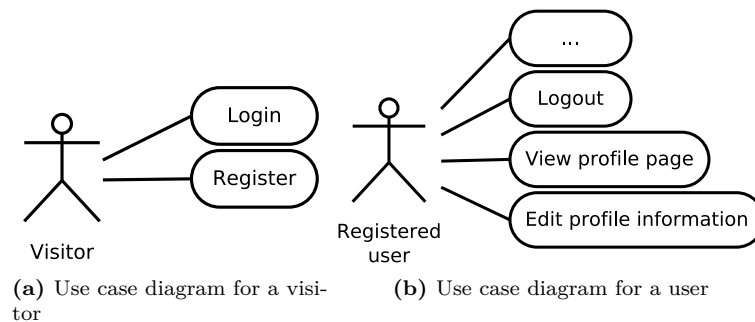 Login
Register
Visitor
(a) Use case diagram for a visi-
tor
...
Logout
View profile page
Edit profile information
Registered
user
(b) Use case diagram for a user